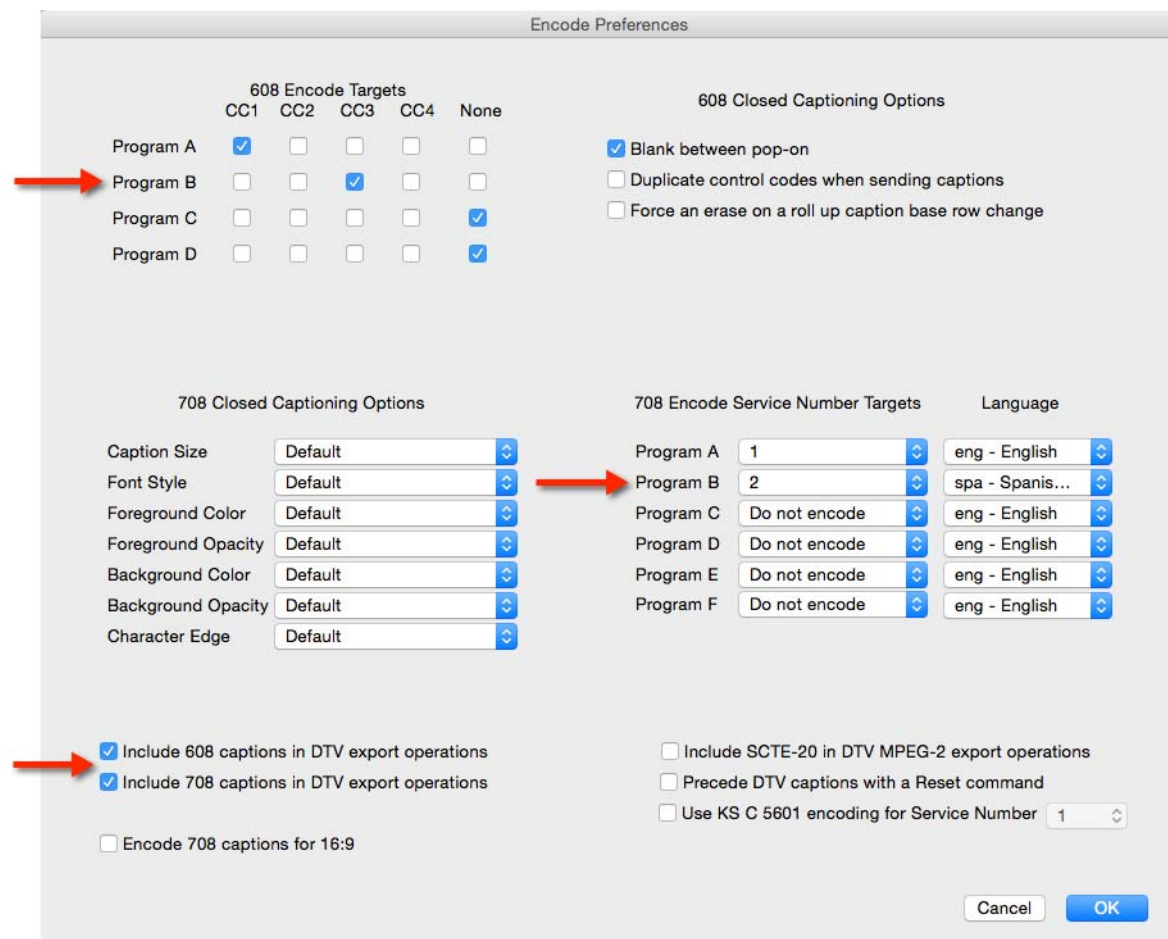 Encode Preferences
608 Encode Targets
CC1 CC2 CC3 CC4 None
Program A
Program B
Program C
Program D
608 Closed Captioning Options
Blank between pop-on
Duplicate control codes when sending captions
Force an erase on a roll up caption base row change
708 Closed Captioning Options
Caption Size Default
Font Style Default
Foreground Color Default
Foreground Opacity Default
Background Color Default
Background Opacity Default
Character Edge Default
708 Encode Service Number Targets Language
Program A 1 eng - English
Program B 2 spa - Spanis...
Program C Do not encode eng - English
Program D Do not encode eng - English
Program E Do not encode eng - English
Program F Do not encode eng - English
Include 608 captions in DTV export operations
Include 708 captions in DTV export operations
Encode 708 captions for 16:9
Include SCTE-20 in DTV MPEG-2 export operations
Precede DTV captions with a Reset command
Use KS C 5601 encoding for Service Number 1
Cancel OK